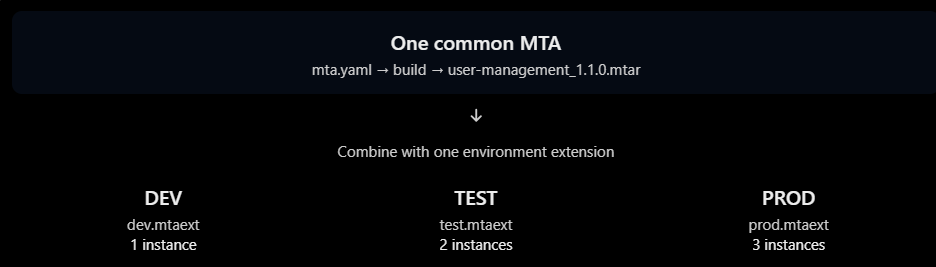 One common MTA
mta.yaml → build → user-management_1.1.0.mtar
↓
Combine with one environment extension
DEV
dev.mtaext
1 instance
TEST
test.mtaext
2 instances
PROD
prod.mtaext
3 instances